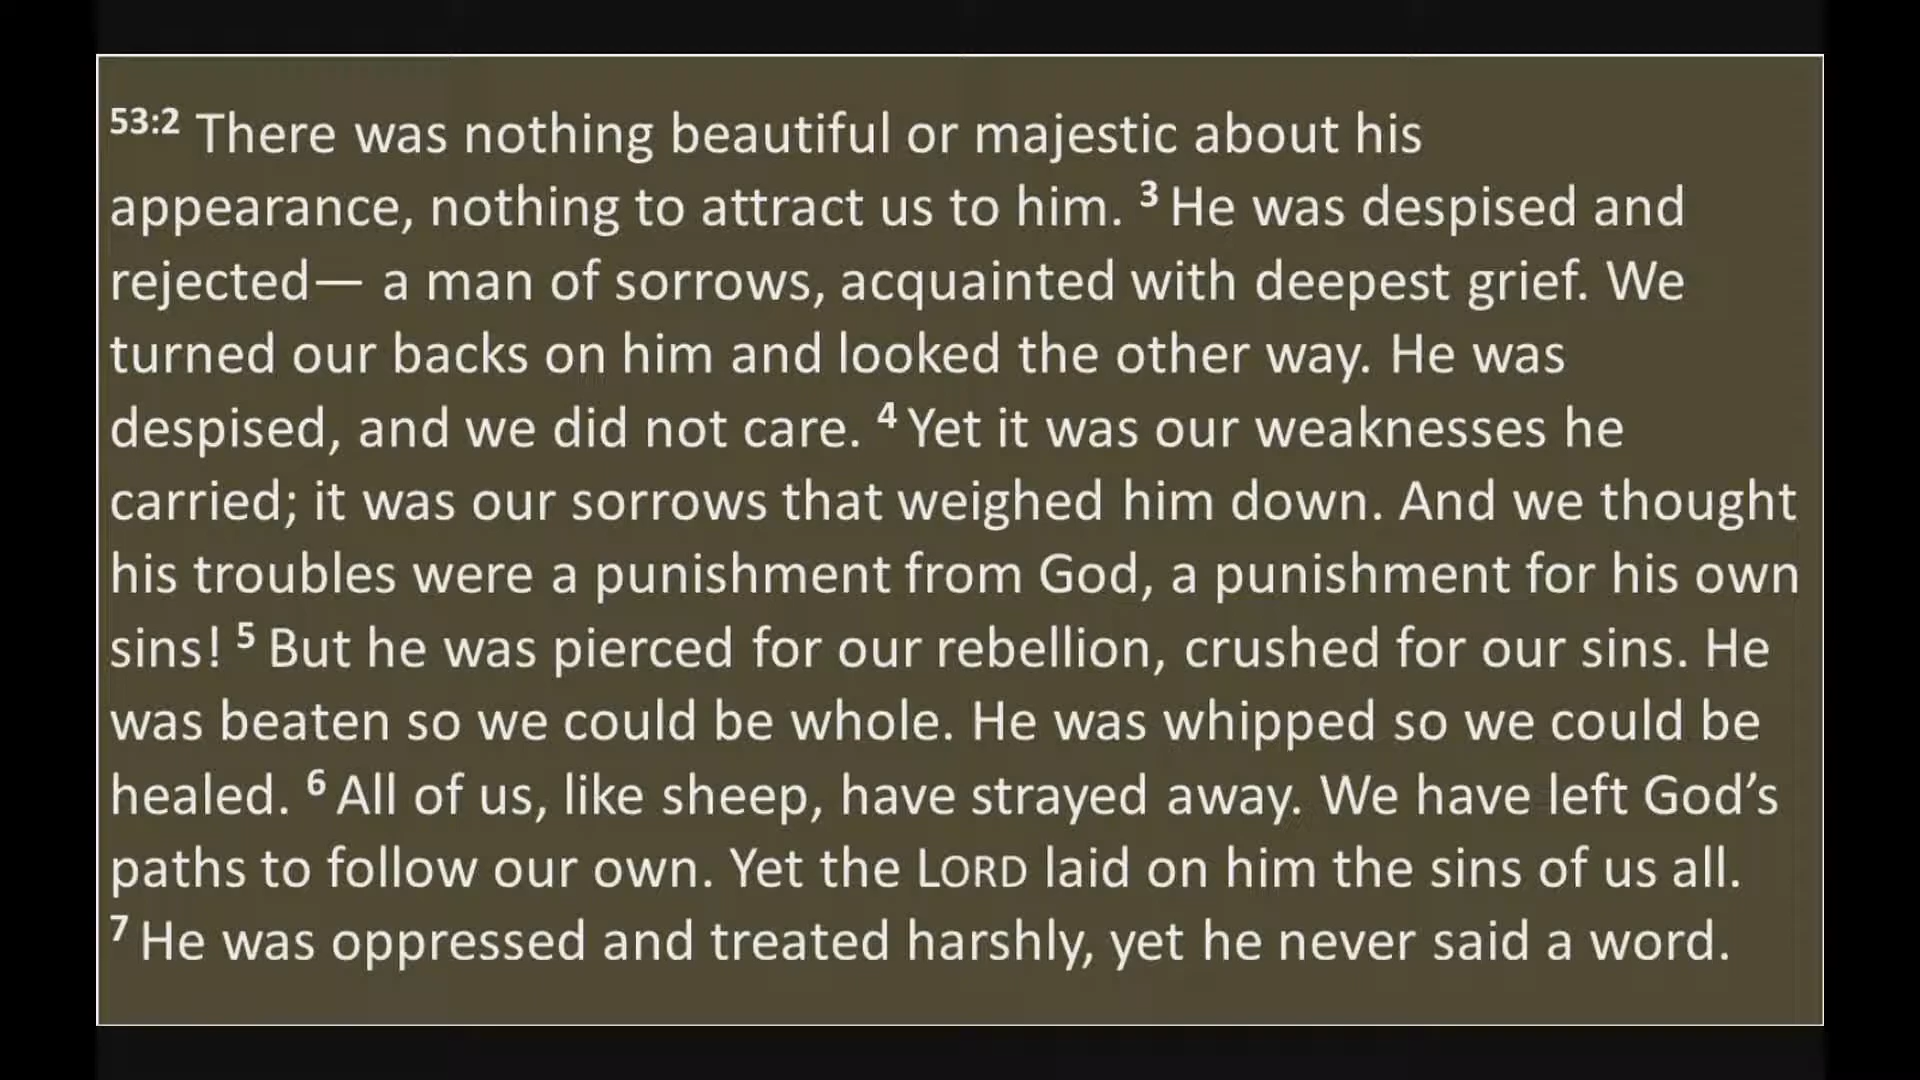 53:2 There was nothing beautiful or majestic about his
appearance, nothing to attract us to him. 3 He was despised and
rejected— a man of sorrows, acquainted with deepest grief. We
turned our backs on him and looked the other way. He was
despised, and we did not care. 4 Yet it was our weaknesses he
carried; it was our sorrows that weighed him down. And we thought
his troubles were a punishment from God, a punishment for his own
sins! 5 But he was pierced for our rebellion, crushed for our sins. He
was beaten so we could be whole. He was whipped so we could be
healed. 6 All of us, like sheep, have strayed away. We have left God’s
paths to follow our own. Yet the LORD laid on him the sins of us all.
7 He was oppressed and treated harshly, yet he never said a word.